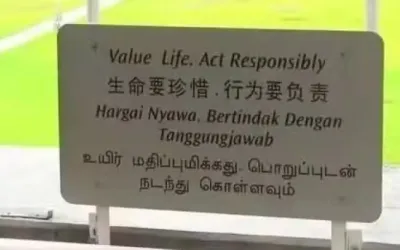 Value Life, Act Responsibly
生命要珍惜.行为要负责
Hargai Nyawa, Bertindak Dengan
Tanggungjawab
உயிர் மதிப்புமிக்கது. பொறுப்புடன்
நடந்து கொள்ளவும்